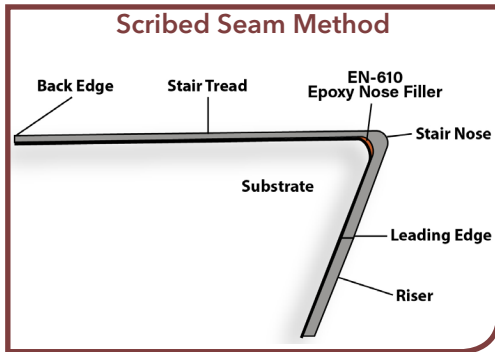 Scribed Seam Method
Back Edge
Stair Tread
EN-610
Epoxy Nose Filler
Stair Nose
Substrate
Leading Edge
Riser